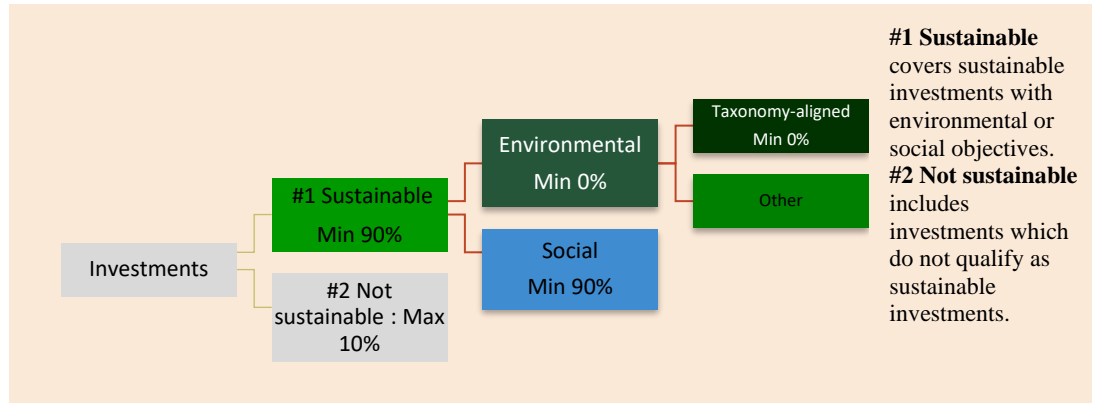 Investments
#1 Sustainable
Min 90%
#2 Not
sustainable : Max
10%
Environmental
Min 0%
Social
Min 90%
Taxonomy-aligned
Min 0%
Other
#1 Sustainable
covers sustainable
investments with
environmental or
social objectives.
#2 Not sustainable
includes
investments which
do not qualify as
sustainable
investments.